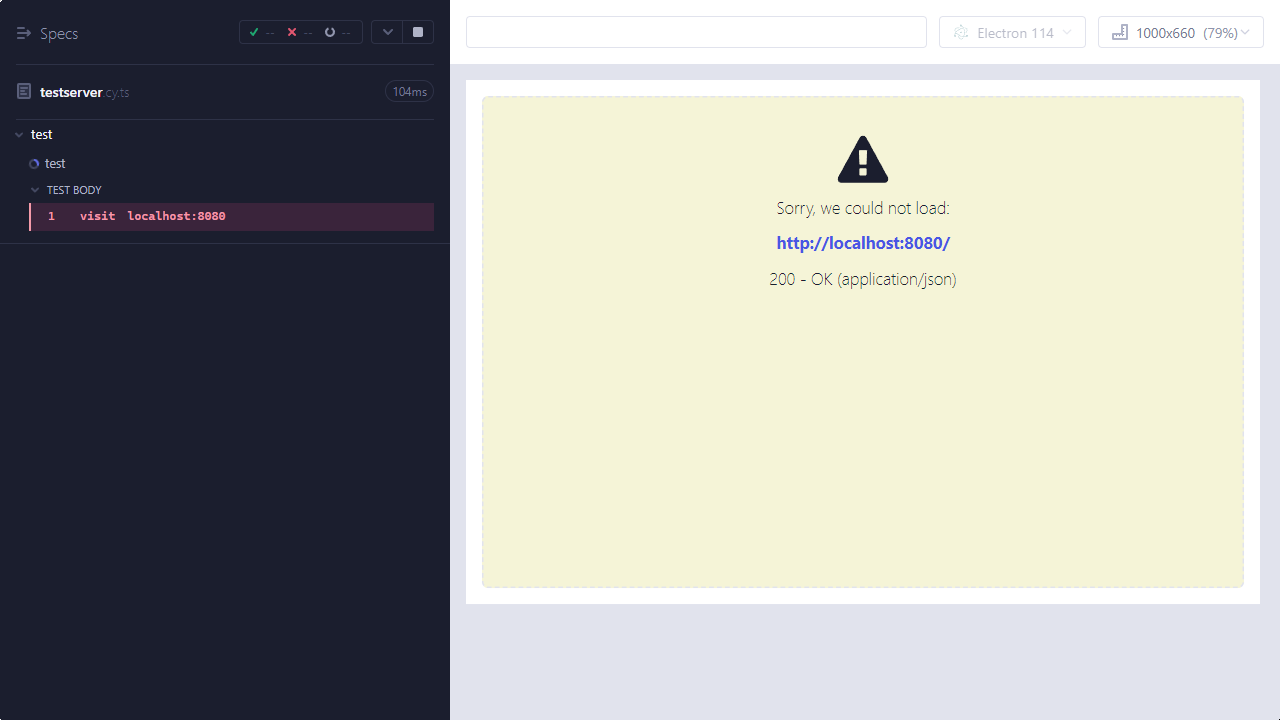 Specs -- -- --
testserver.cy.ts 104ms
test
test
TEST BODY
1 visit localhost:8080
Electron 114 1000x660 (79%)
Sorry, we could not load:
http://localhost:8080/
200 - OK (application/json)